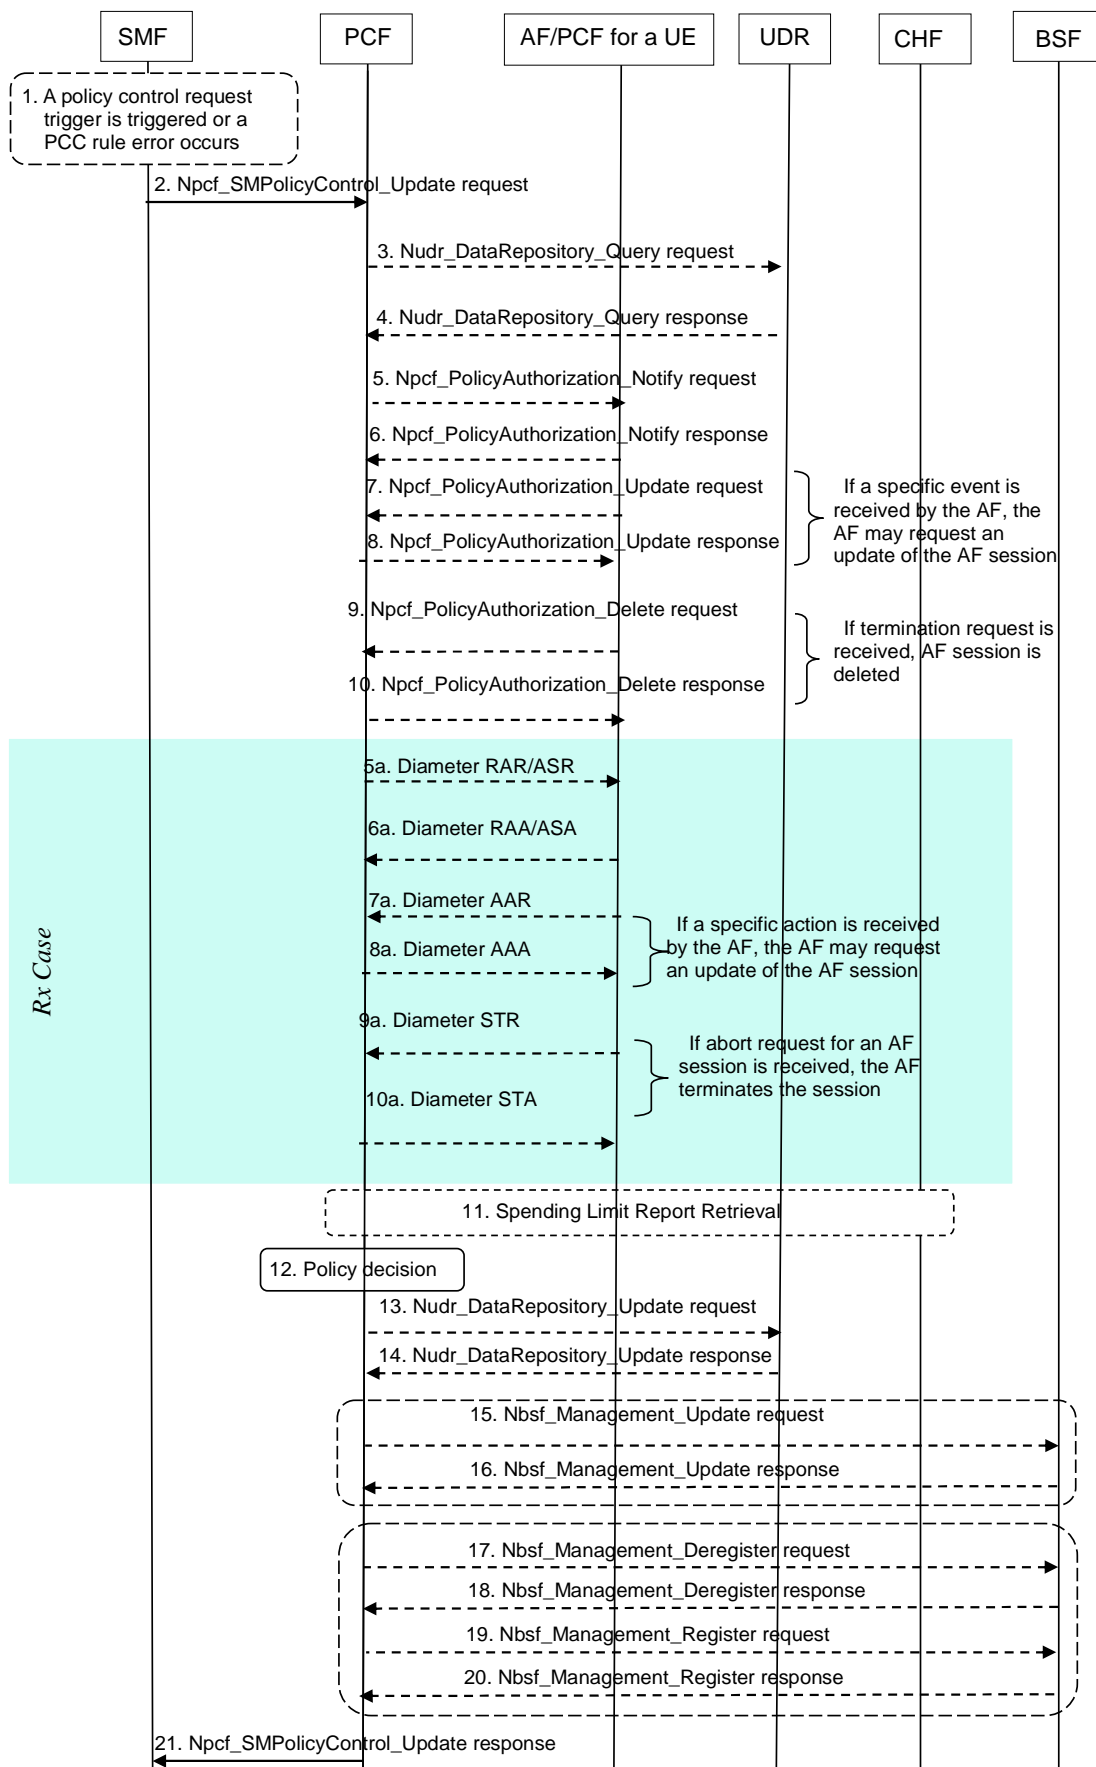 SMF
PCF
AF/PCF for a UE
UDR
CHF
BSF
1. A policy control request
trigger is triggered or a
PCC rule error occurs
2. Npcf_SMPolicyControl_Update request
3. Nudr_DataRepository_Query request
4. Nudr_DataRepository_Query response
5. Npcf_PolicyAuthorization_Notify request
6. Npcf_PolicyAuthorization_Notify response
7. Npcf_PolicyAuthorization_Update request
8. Npcf_PolicyAuthorization_Update response
If a specific event is
received by the AF, the
AF may request an
update of the AF session
9. Npcf_PolicyAuthorization_Delete request
10. Npcf_PolicyAuthorization_Delete response
If termination request is
received, AF session is
deleted
Rx Case
5a. Diameter RAR/ASR
6a. Diameter RAA/ASA
7a. Diameter AAR
8a. Diameter AAA
If a specific action is received
by the AF, the AF may request
an update of the AF session
9a. Diameter STR
10a. Diameter STA
If abort request for an AF
session is received, the AF
terminates the session
11. Spending Limit Report Retrieval
12. Policy decision
13. Nudr_DataRepository_Update request
14. Nudr_DataRepository_Update response
15. Nbsf_Management_Update request
16. Nbsf_Management_Update response
17. Nbsf_Management_Deregister request
18. Nbsf_Management_Deregister response
19. Nbsf_Management_Register request
20. Nbsf_Management_Register response
21. Npcf_SMPolicyControl_Update response